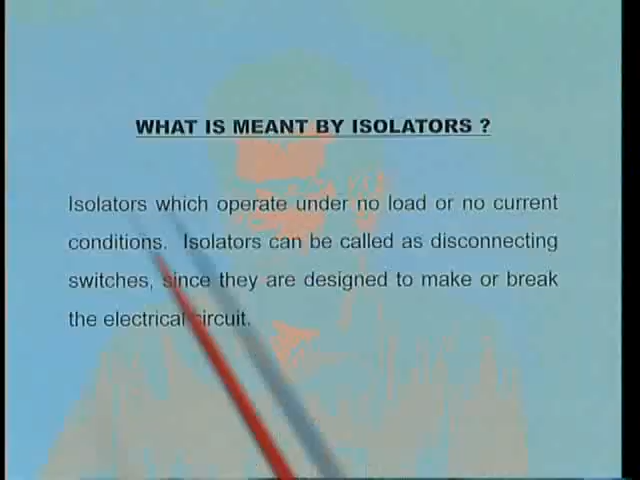 WHAT IS MEANT BY ISOLATORS ?
Isolators which operate under no load or no current
conditions. Isolators can be called as disconnecting
switches, since they are designed to make or break
the electrical circuit.